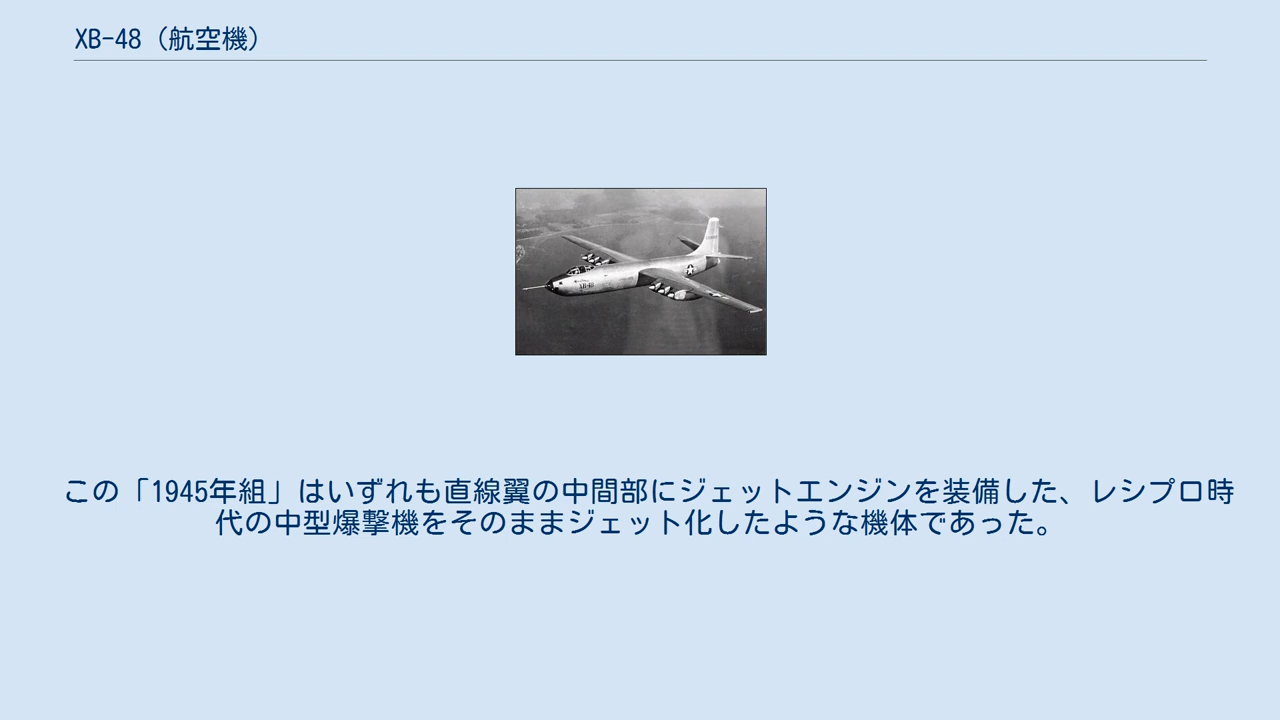 XB-48（航空機）
XB-48
この「1945年組」はいずれも直線翼の中間部にジェットエンジンを装備した、レシプロ時
代の中型爆撃機をそのままジェット化したような機体であった。